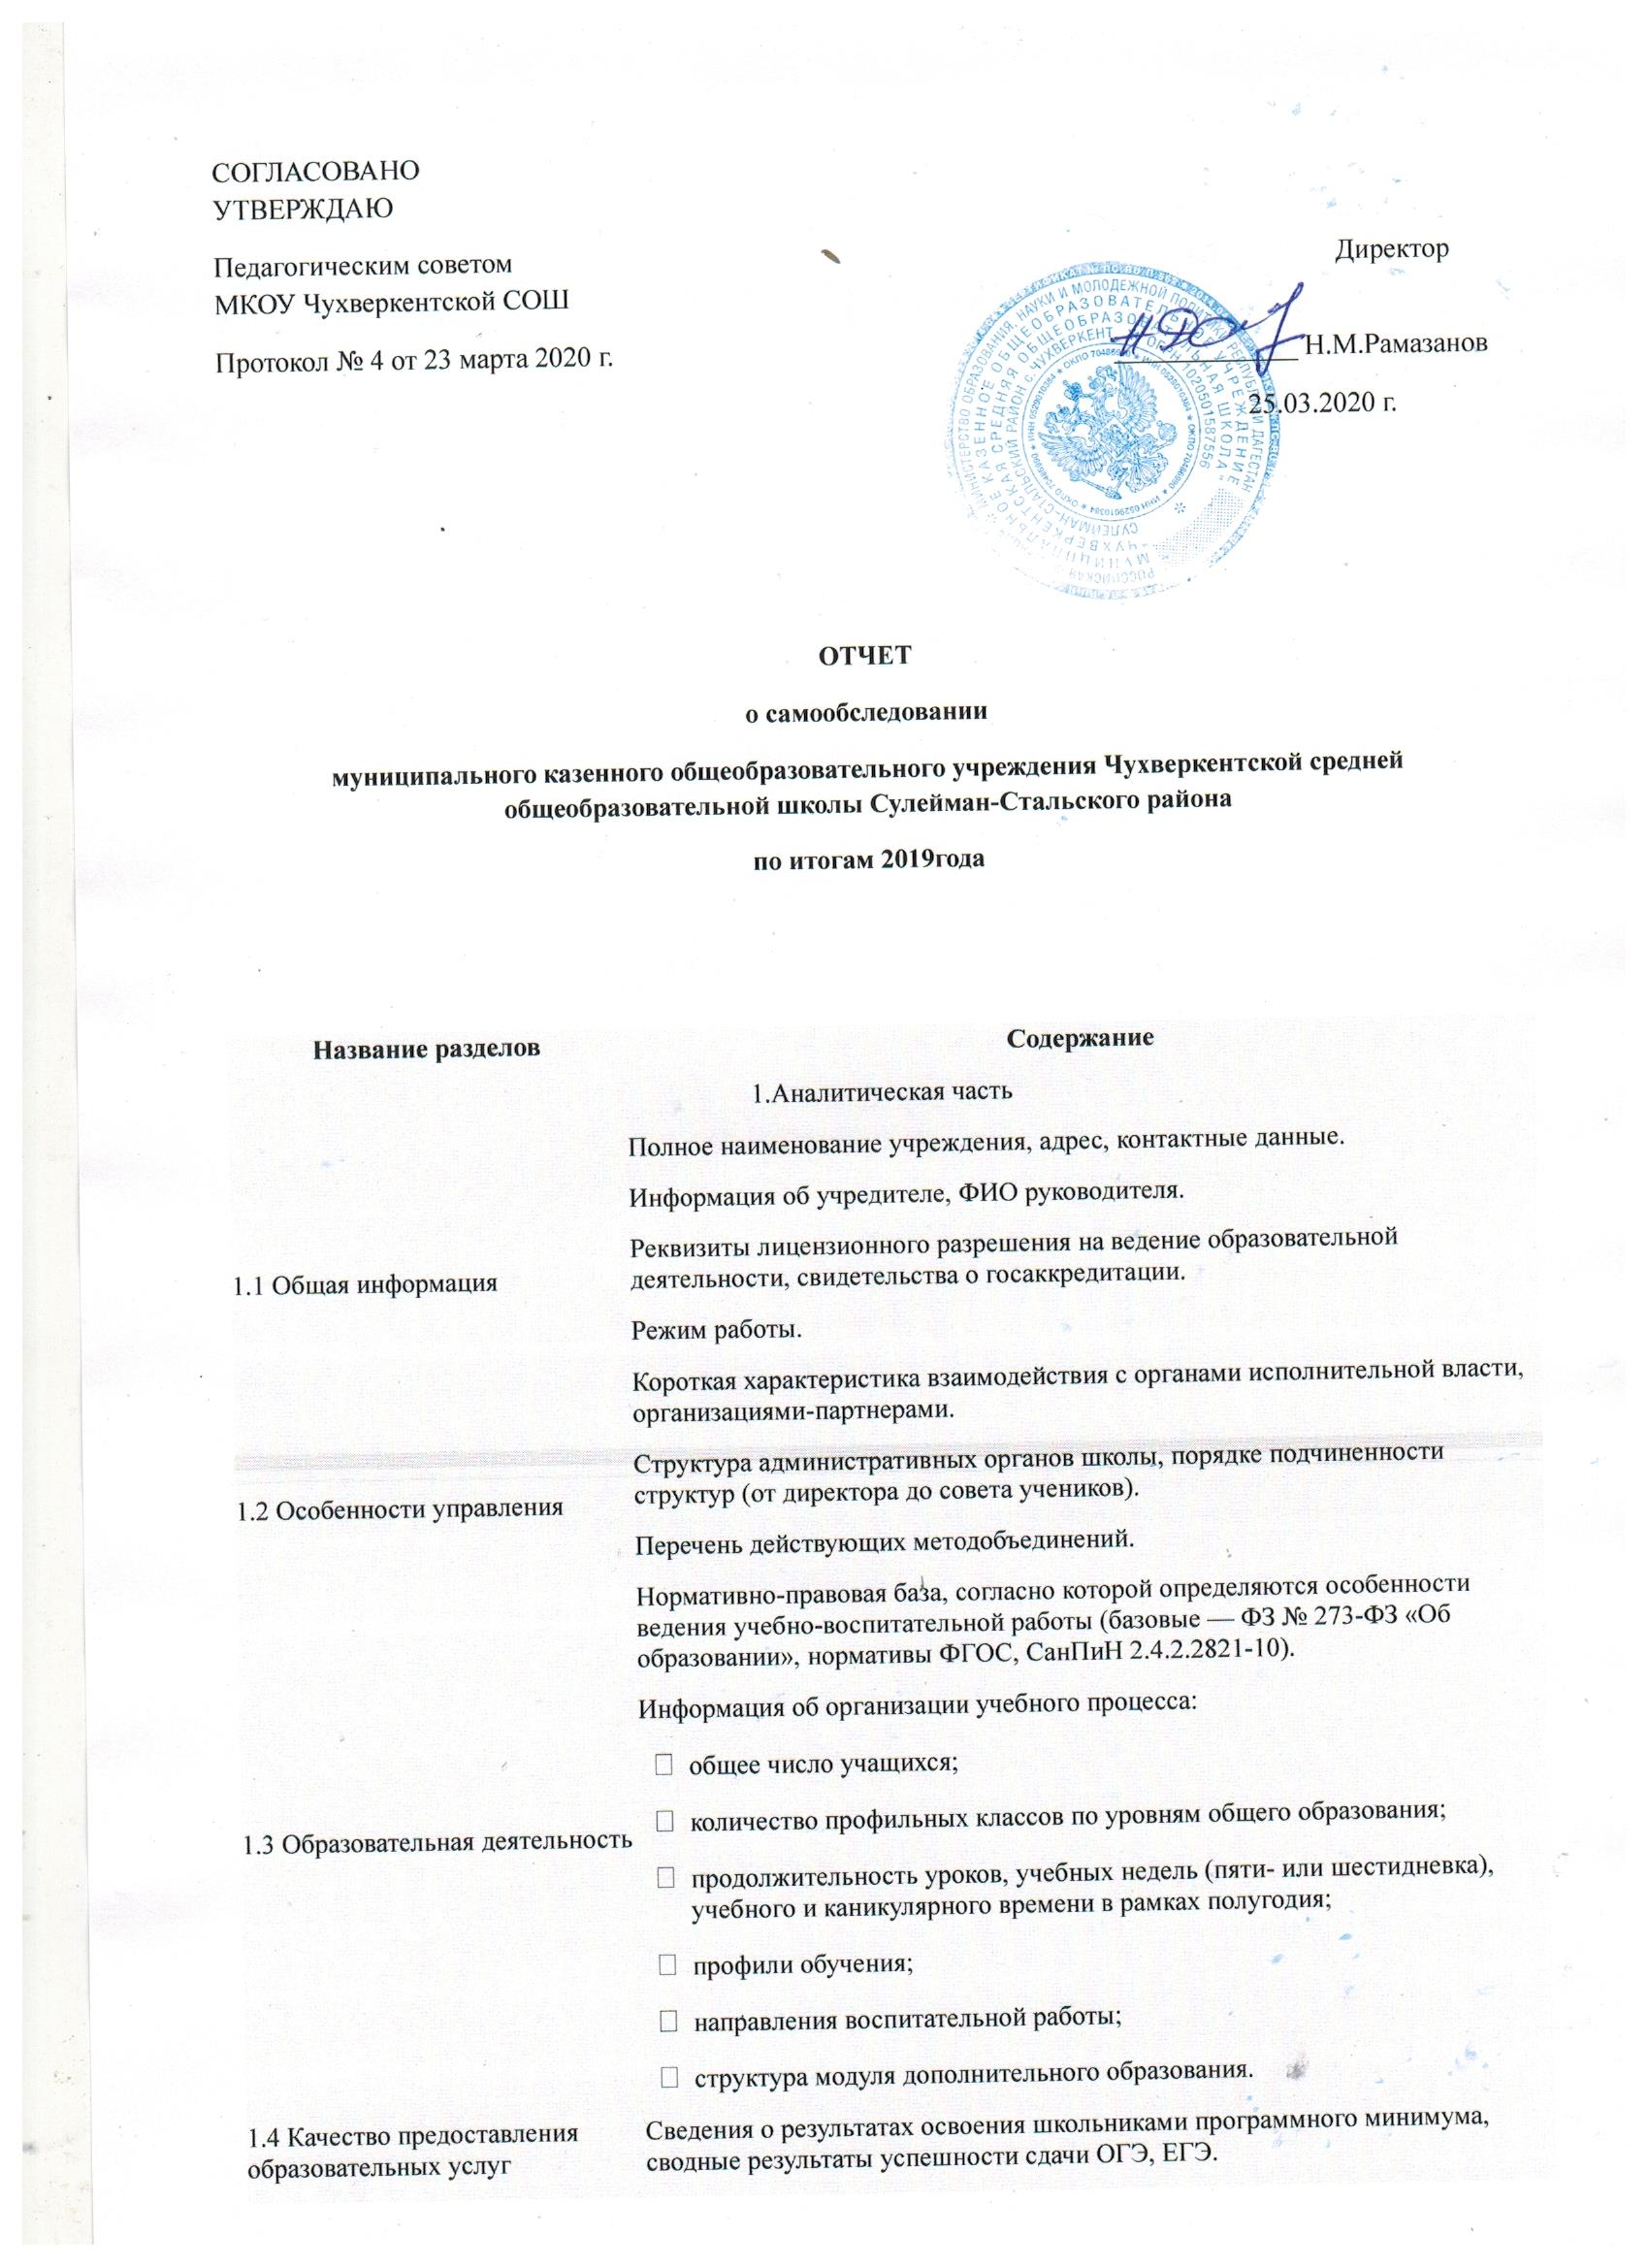 СОГЛАСОВАНО
УТВЕРЖДАЮ
Педагогическим советом
МКОУ Чухверкентской СОШ
Протокол № 4 от 23 марта 2020 г.
Директор
Н.М.Рамазанов
25.03.2020 г.
МИНИСТЕРСТВО ОБРАЗОВАНИЯ, НАУКИ И МОЛОДЕЖНОЙ ПОЛИТИКИ РЕСПУБЛИКИ ДАГЕСТАН
ОТЧЕТ
о самообследовании
муниципального казенного общеобразовательного учреждения Чухверкентской средней
общеобразовательной школы Сулейман-Стальского района
по итогам 2019года
Название разделов
Содержание
1.Аналитическая часть
1.1 Общая информация
Полное наименование учреждения, адрес, контактные данные.
Информация об учредителе, ФИО руководителя.
Реквизиты лицензионного разрешения на ведение образовательной
деятельности, свидетельства о госаккредитации.
Режим работы.
Короткая характеристика взаимодействия с органами исполнительной власти,
организациями-партнерами.
1.2 Особенности управления
Структура административных органов школы, порядке подчиненности
структур (от директора до совета учеников).
Перечень действующих методобъединений.
1.3 Образовательная деятельность
Нормативно-правовая база, согласно которой определяются особенности
ведения учебно-воспитательной работы (базовые — ФЗ № 273-ФЗ «Об
образовании», нормативы ФГОС, СанПиН 2.4.2.2821-10).
Информация об организации учебного процесса:
общее число учащихся;
количество профильных классов по уровням общего образования;
продолжительность уроков, учебных недель (пяти- или шестидневка),
учебного и каникулярного времени в рамках полугодия;
профили обучения;
направления воспитательной работы;
структура модуля дополнительного образования.
1.4 Качество предоставления
образовательных услуг
Сведения о результатах освоения школьниками программного минимума,
сводные результаты успешности сдачи ОГЭ, ЕГЭ.